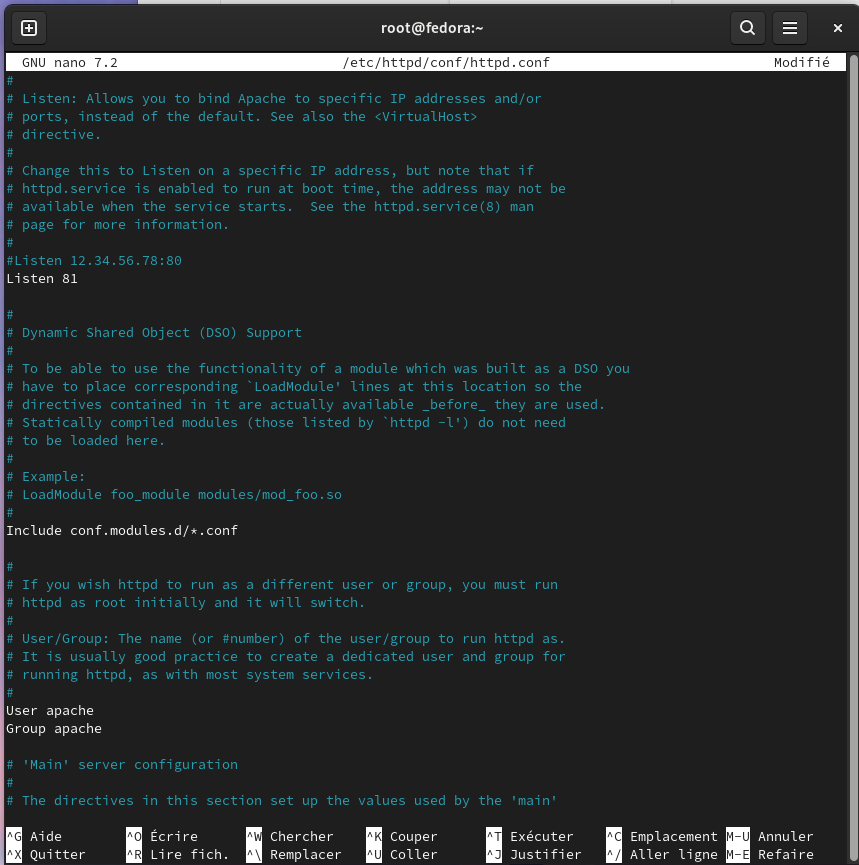 root@fedora:~
GNU nano 7.2 /etc/httpd/conf/httpd.conf Modifié
#
# Listen: Allows you to bind Apache to specific IP addresses and/or
# ports, instead of the default. See also the <VirtualHost>
# directive.
#
# Change this to Listen on a specific IP address, but note that if
# httpd.service is enabled to run at boot time, the address may not be
# available when the service starts.  See the httpd.service(8) man
# page for more information.
#
#Listen 12.34.56.78:80
Listen 81
#
# Dynamic Shared Object (DSO) Support
#
# To be able to use the functionality of a module which was built as a DSO you
# have to place corresponding `LoadModule' lines at this location so the
# directives contained in it are actually available _before_ they are used.
# Statically compiled modules (those listed by `httpd -l') do not need
# to be loaded here.
#
# Example:
# LoadModule foo_module modules/mod_foo.so
#
Include conf.modules.d/*.conf
#
# If you wish httpd to run as a different user or group, you must run
# httpd as root initially and it will switch.
#
# User/Group: The name (or #number) of the user/group to run httpd as.
# It is usually good practice to create a dedicated user and group for
# running httpd, as with most system services.
#
User apache
Group apache
# 'Main' server configuration
#
# The directives in this section set up the values used by the 'main'
^G Aide ^O Écrire ^W Chercher ^K Couper ^T Exécuter ^C Emplacement M-U Annuler
^X Quitter ^R Lire fich. ^\ Remplacer ^U Coller ^J Justifier ^/ Aller ligne M-E Refaire